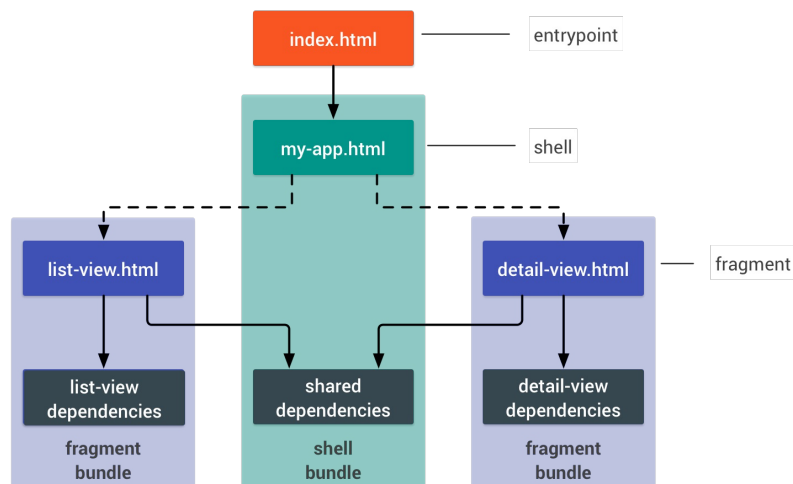 index.html
entrypoint
my-app.html
shell
list-view.html
detail-view.html
fragment
list-view
dependencies
shared
dependencies
detail-view
dependencies
fragment
bundle
shell
bundle
fragment
bundle